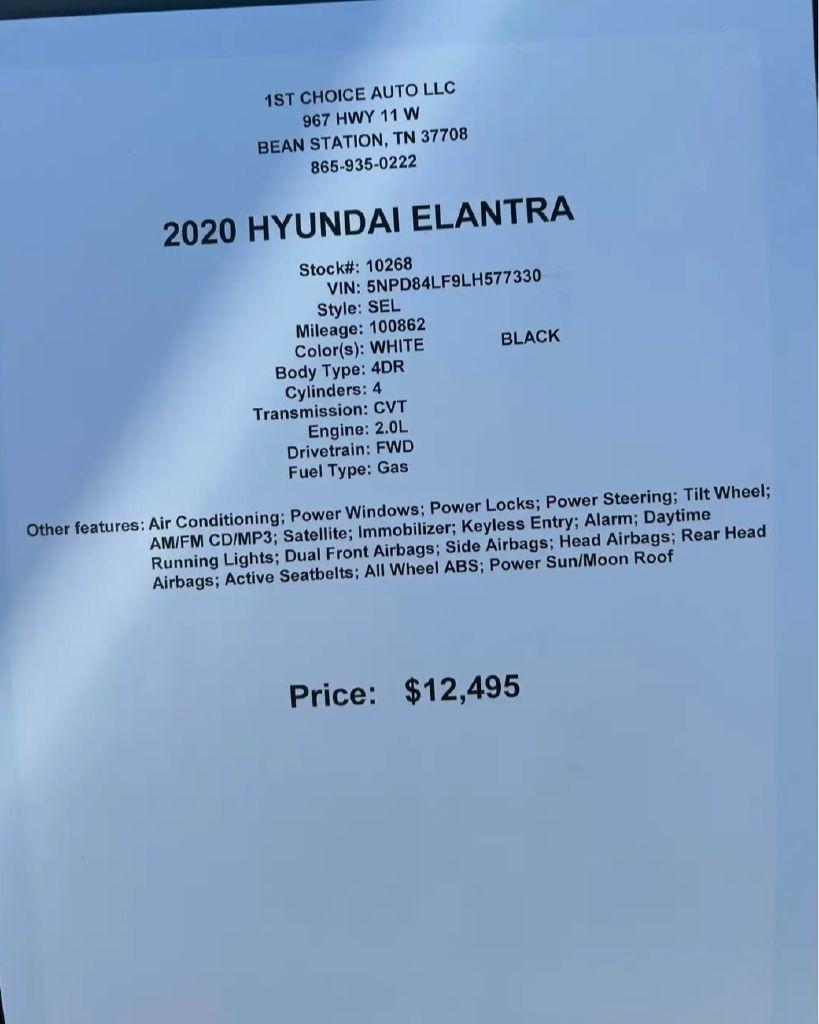 1ST CHOICE AUTO LLC
967 HWY 11 W
BEAN STATION, TN 37708
865-935-0222
2020 HYUNDAI ELANTRA
Stock#: 10268
VIN: 5NPD84LF9LH577330
Style: SEL
Mileage: 100862
Color(s): WHITE BLACK
Body Type: 4DR
Cylinders: 4
Transmission: CVT
Engine: 2.0L
Drivetrain: FWD
Fuel Type: Gas
Other features: Air Conditioning; Power Windows; Power Locks; Power Steering; Tilt Wheel;
AM/FM CD/MP3; Satellite; Immobilizer; Keyless Entry; Alarm; Daytime
Running Lights; Dual Front Airbags; Side Airbags; Head Airbags; Rear Head
Airbags; Active Seatbelts; All Wheel ABS; Power Sun/Moon Roof
Price: $12,495